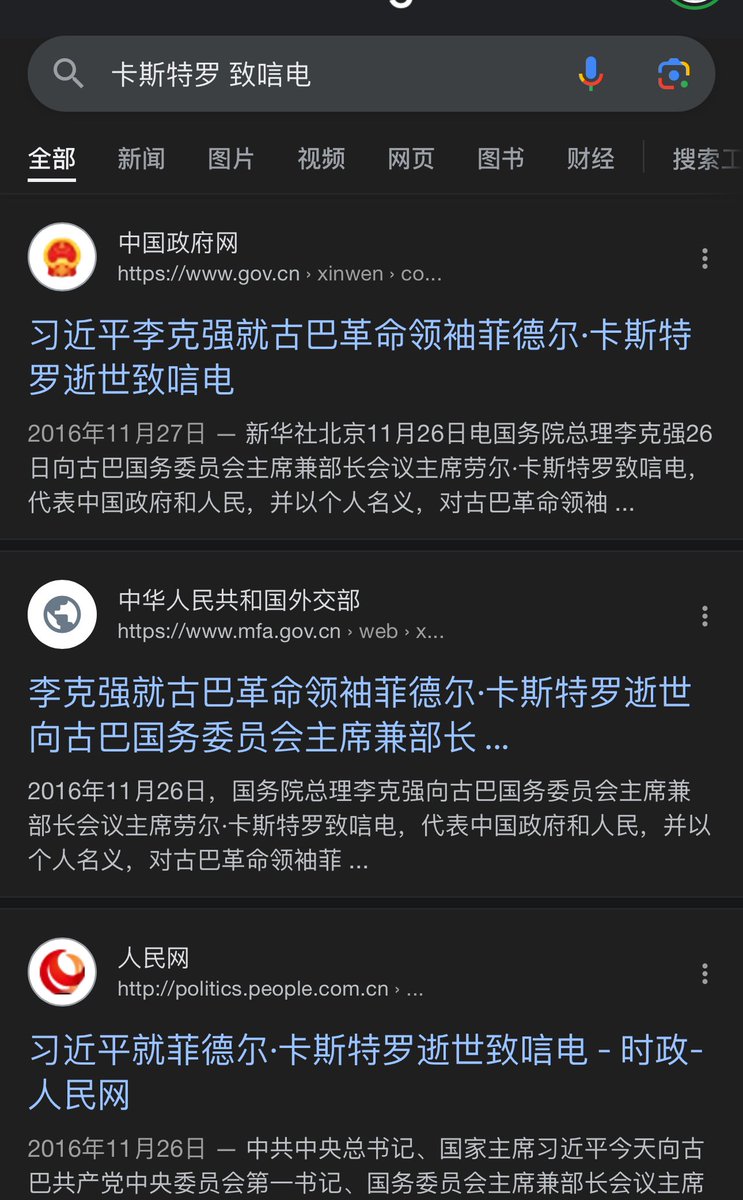 卡斯特罗 致唁电
全部 新闻 图片 视频 网页 图书 财经 搜索工
中国政府网
https://www.gov.cn › xinwen › co...
习近平李克强就古巴革命领袖菲德尔·卡斯特
罗逝世致唁电
2016年11月27日 — 新华社北京11月26日电国务院总理李克强26
日向古巴国务委员会主席兼部长会议主席劳尔·卡斯特罗致唁电，
代表中国政府和人民，并以个人名义，对古巴革命领袖 ...
中华人民共和国外交部
https://www.mfa.gov.cn › web › x...
李克强就古巴革命领袖菲德尔·卡斯特罗逝世
向古巴国务委员会主席兼部长 ...
2016年11月26日，国务院总理李克强向古巴国务委员会主席兼
部长会议主席劳尔·卡斯特罗致唁电，代表中国政府和人民，并以
个人名义，对古巴革命领袖菲 ...
人民网
http://politics.people.com.cn › ...
习近平就菲德尔·卡斯特罗逝世致唁电 - 时政-
人民网
2016年11月26日 — 中共中央总书记、国家主席习近平今天向古
巴共产党中央委员会第一书记、国务委员会主席兼部长会议主席